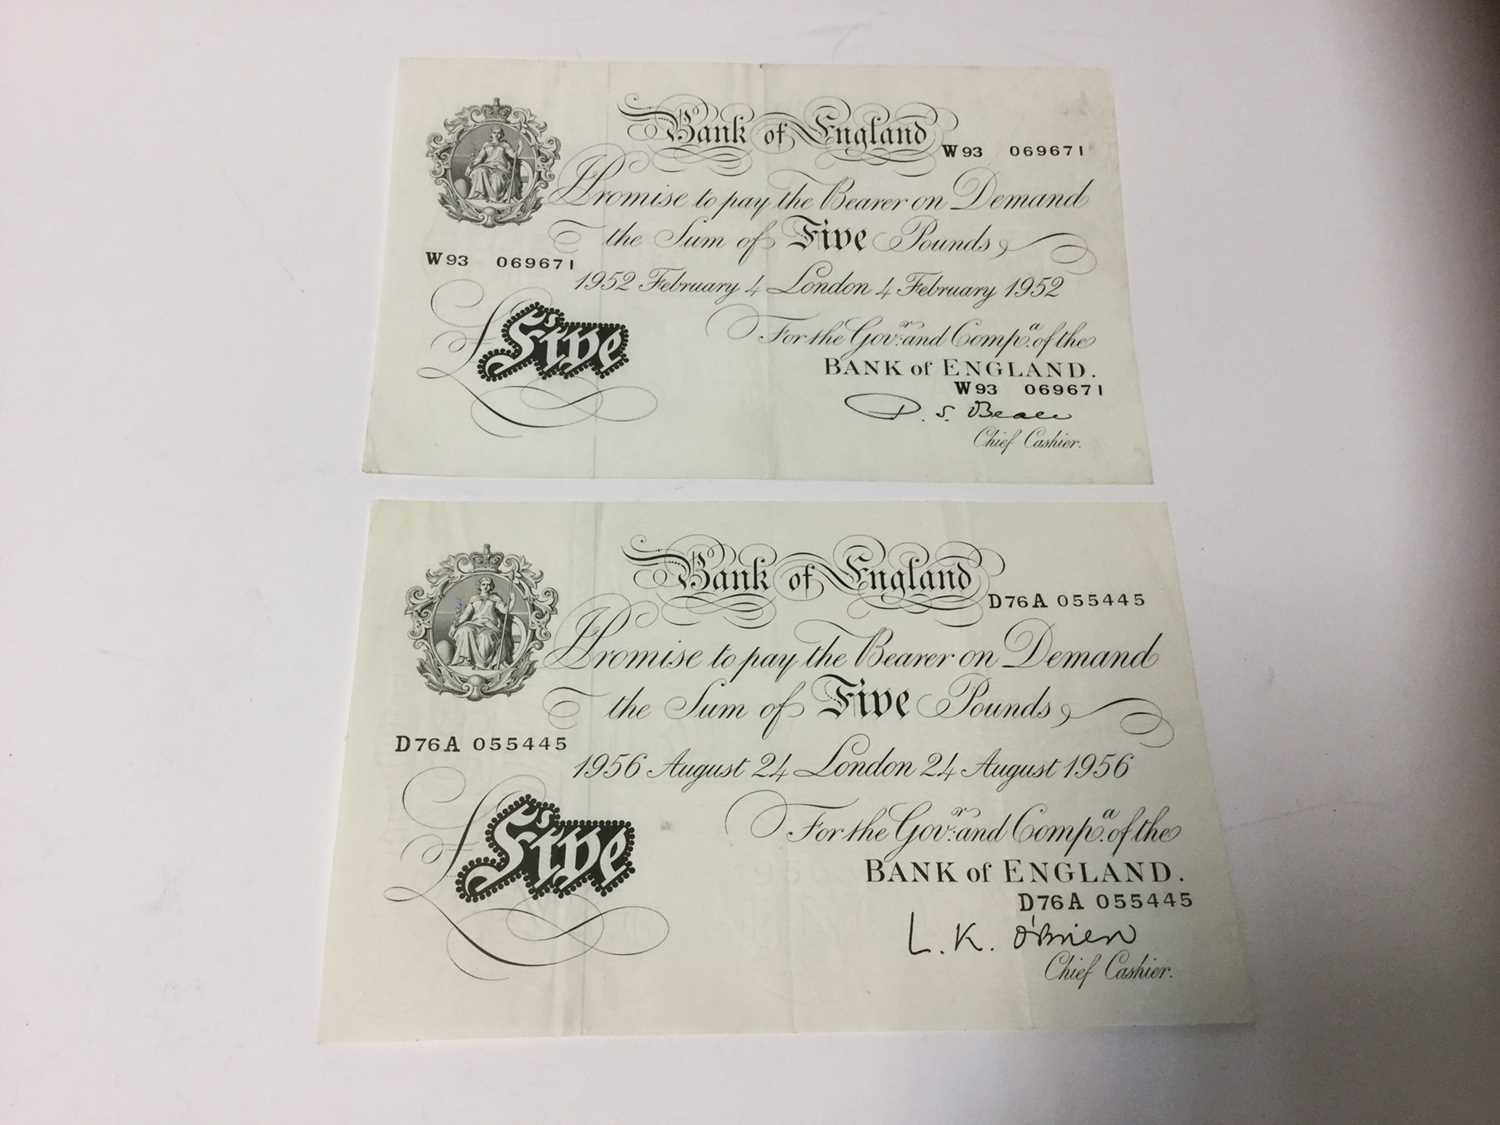 Bank of England
W93 069671
I Promise to pay the Bearer on Demand
the Sum of Five Pounds
W93 069671
1952 February 4 London 4 February 1952
£Five
For the Govr. and Compa. of the
BANK of ENGLAND.
W93 069671
P. S. Beale
Chief Cashier.
Bank of England
D76A 055445
I Promise to pay the Bearer on Demand
the Sum of Five Pounds
D76A 055445
1956 August 24 London 24 August 1956
£Five
For the Govr. and Compa. of the
BANK of ENGLAND.
D76A 055445
L. K. O'Brien
Chief Cashier.